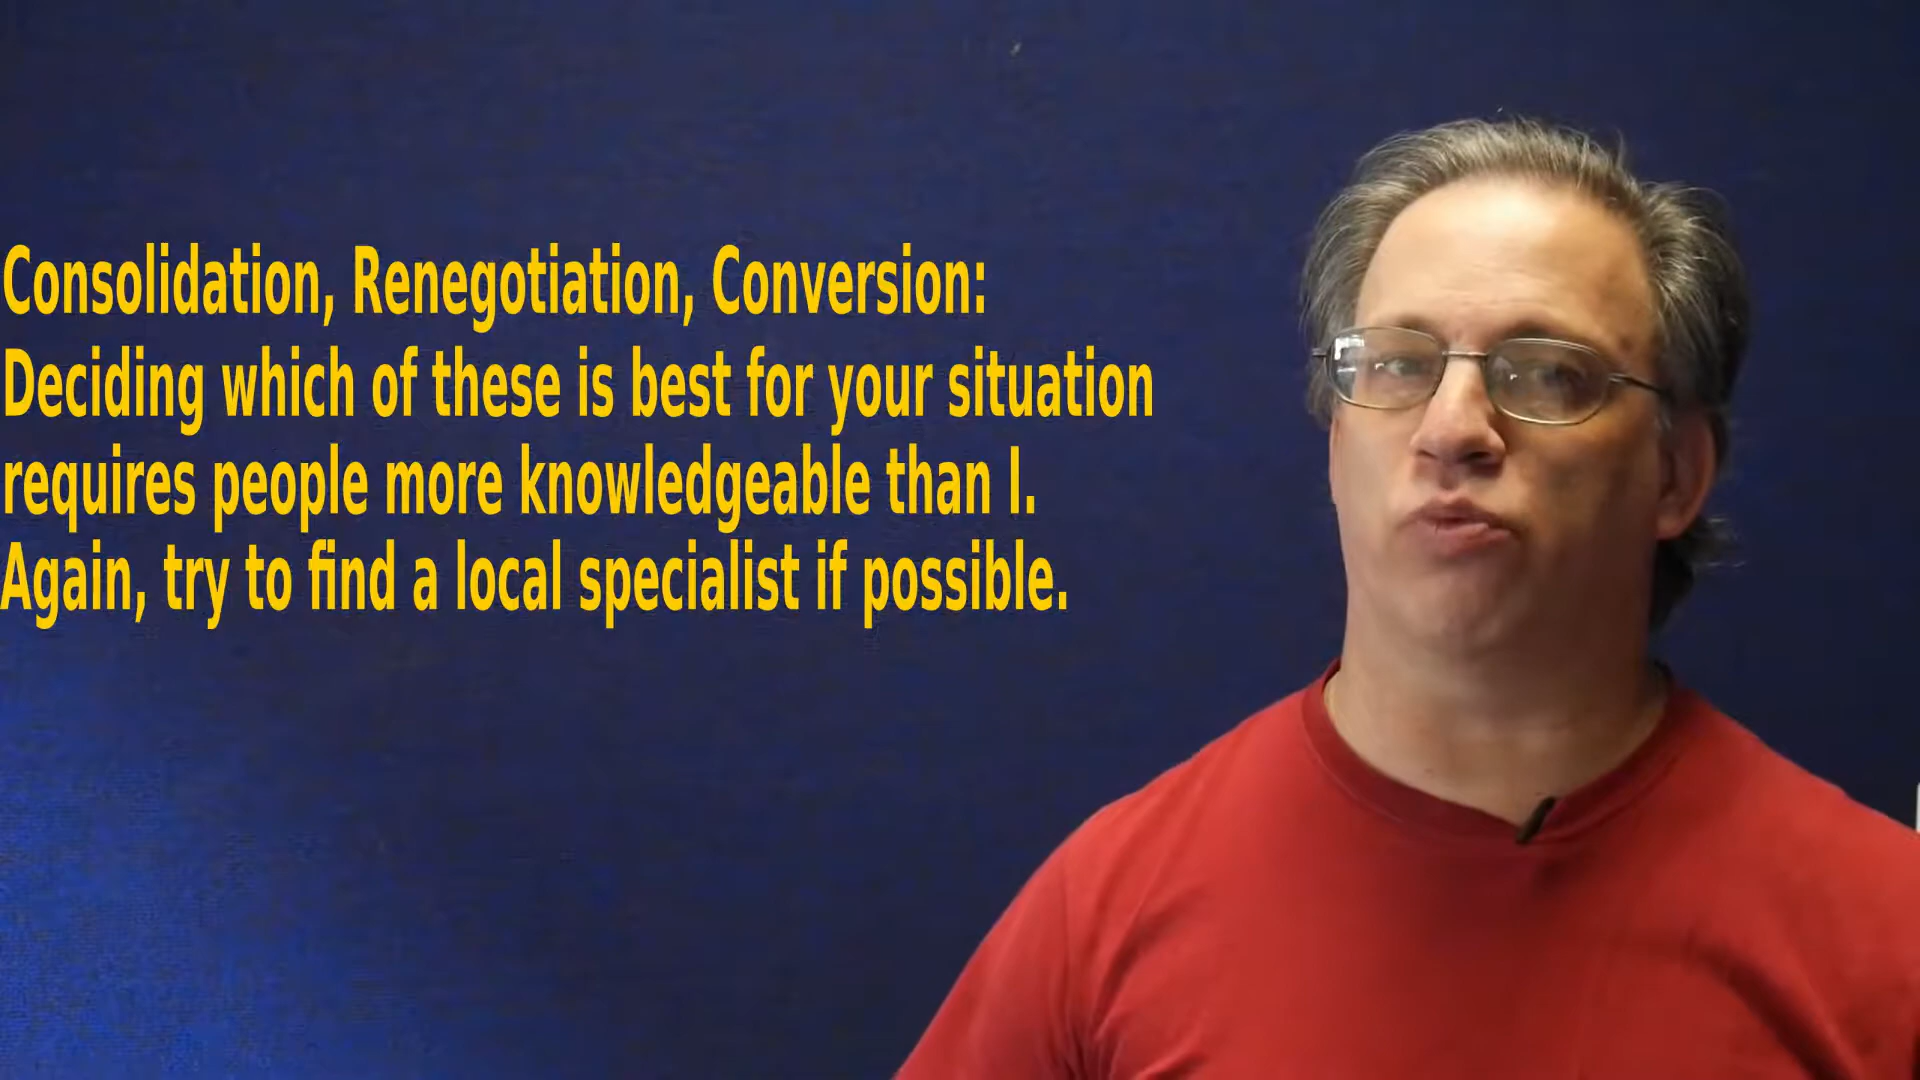 Consolidation, Renegotiation, Conversion:
Deciding which of these is best for your situation
requires people more knowledgeable than I.
Again, try to find a local specialist if possible.